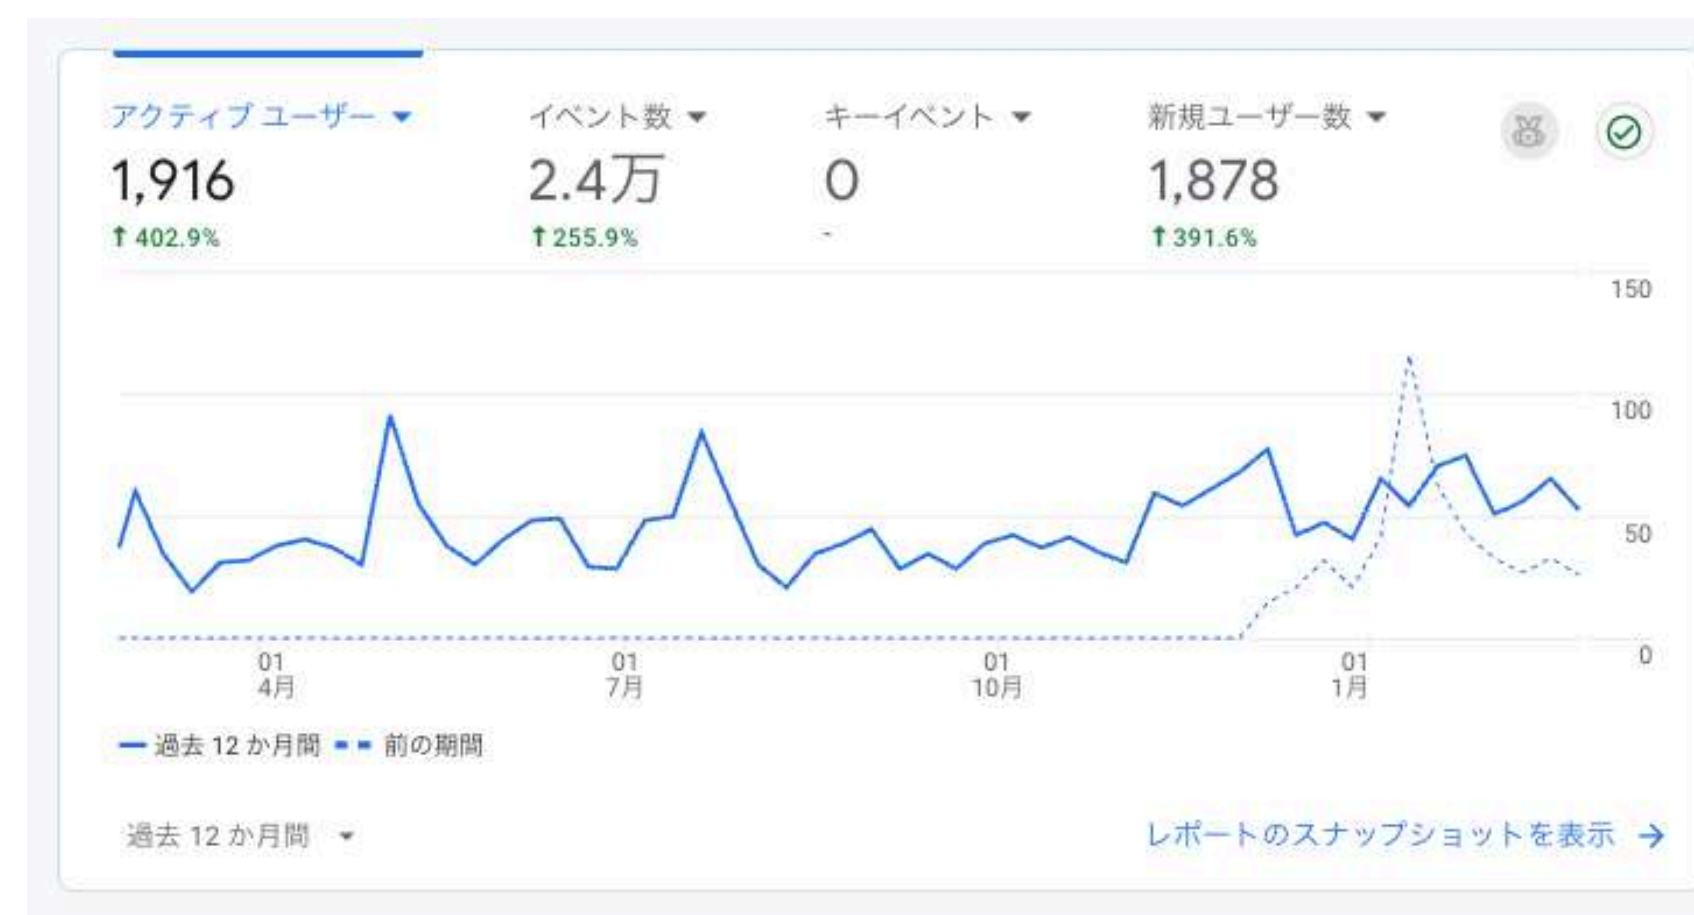 アクティブ ユーザー イベント数 キーイベント 新規ユーザー数
1,916 2.4万 0 1,878
↑ 402.9% ↑ 255.9% - ↑ 391.6%
150
100
50
0
01 01 01 01
4月 7月 10月 1月
過去 12 か月間 前の期間
過去 12 か月間 レポートのスナップショットを表示 →